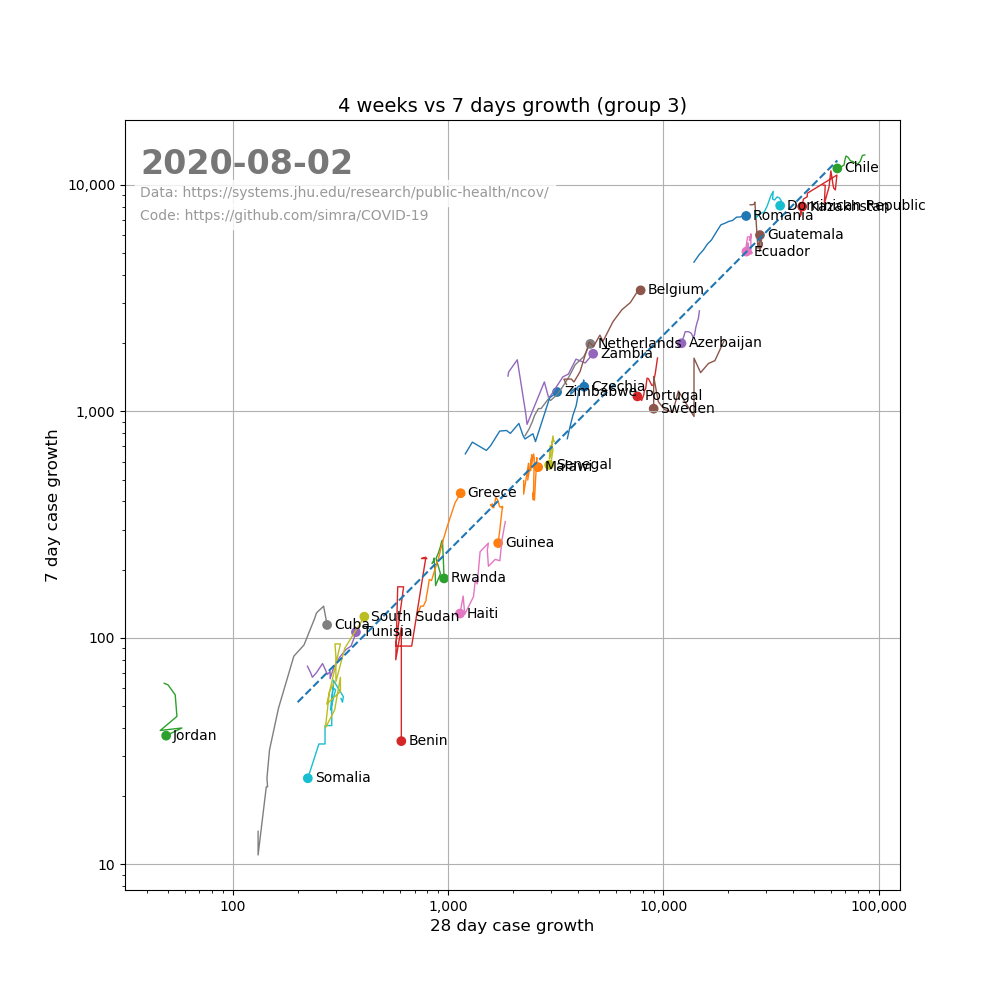 4 weeks vs 7 days growth (group 3)
2020-08-02
Data: https://systems.jhu.edu/research/public-health/ncov/
Code: https://github.com/simra/COVID-19
10,000
1,000
100
10
7 day case growth
Chile
Dominican Republic
Kazakhstan
Romania
Guatemala
Ecuador
Belgium
Netherlands
Azerbaijan
Zambia
Czechia
Zimbabwe
Portugal
Sweden
Senegal
Malawi
Greece
Guinea
Rwanda
Haiti
South Sudan
Cuba
Tunisia
Jordan
Benin
Somalia
100
1,000
10,000
100,000
28 day case growth